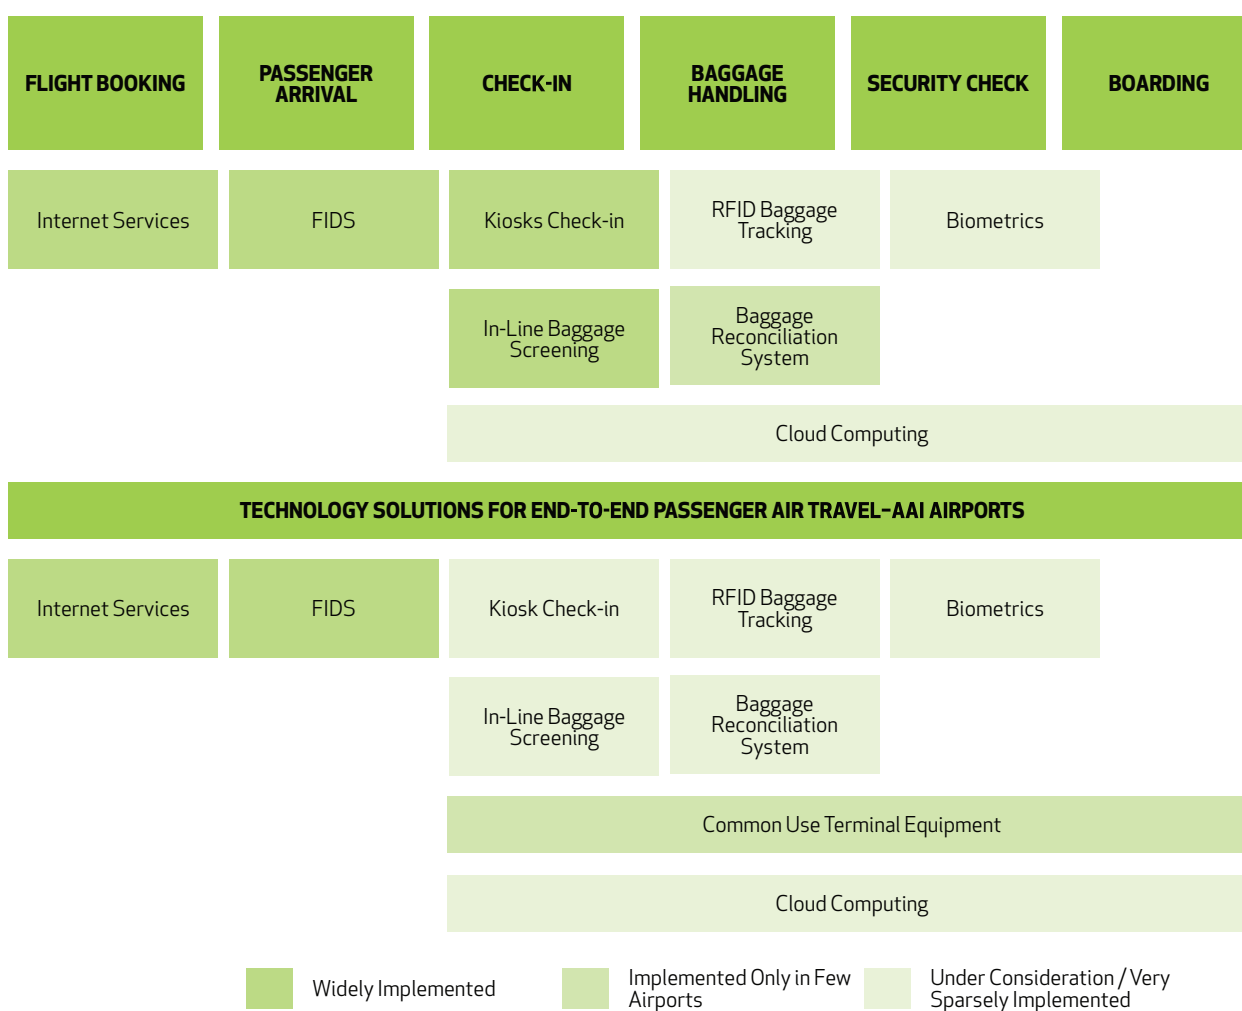 FLIGHT BOOKING
PASSENGER
ARRIVAL
CHECK-IN
BAGGAGE
HANDLING
SECURITY CHECK
BOARDING
Internet Services
FIDS
Kiosks Check-in
RFID Baggage
Tracking
Biometrics
In-Line Baggage
Screening
Baggage
Reconciliation
System
Cloud Computing
TECHNOLOGY SOLUTIONS FOR END-TO-END PASSENGER AIR TRAVEL–AAI AIRPORTS
Internet Services
FIDS
Kiosk Check-in
RFID Baggage
Tracking
Biometrics
In-Line Baggage
Screening
Baggage
Reconciliation
System
Common Use Terminal Equipment
Cloud Computing
Widely Implemented
Implemented Only in Few
Airports
Under Consideration / Very
Sparsely Implemented